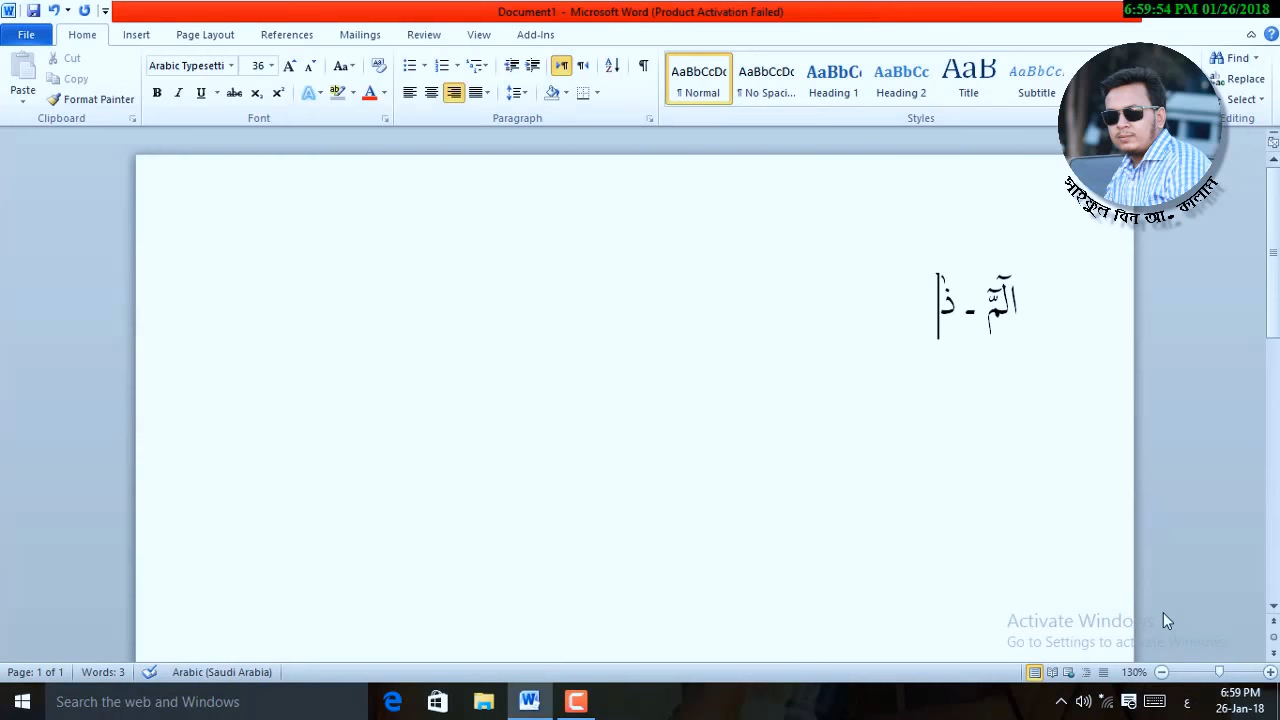 Document1 - Microsoft Word (Product Activation Failed)
6:59:54 PM 01/26/2018
File Home Insert Page Layout References Mailings Review View Add-Ins
Paste
Cut
Copy
Format Painter
Clipboard
Arabic Typesetti 36
Font
Paragraph
AaBbCcDc AaBbCcDc AaBbC AaBbCc AaB AaBbCc.
¶ Normal ¶ No Spaci... Heading 1 Heading 2 Title Subtitle
Styles
Find
Replace
Select
Editing
সাইফুল বিন আ. কালাম
الٓمّٓ ـ ذٰ
Activate Windows
Go to Settings to activate Windows.
Page: 1 of 1 Words: 3 Arabic (Saudi Arabia) 130%
Search the web and Windows
ع
6:59 PM
26-Jan-18